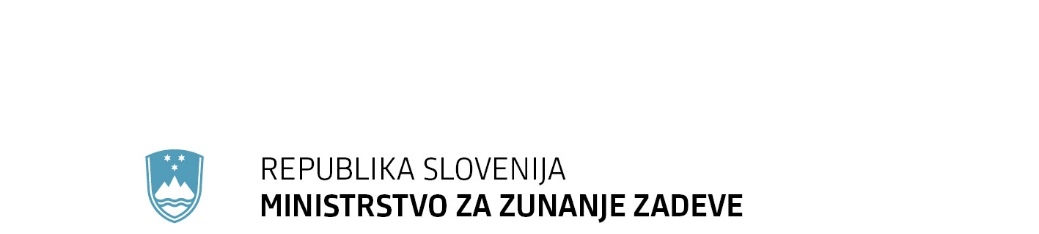 REPUBLIKA SLOVENIJA
MINISTRSTVO ZA ZUNANJE ZADEVE